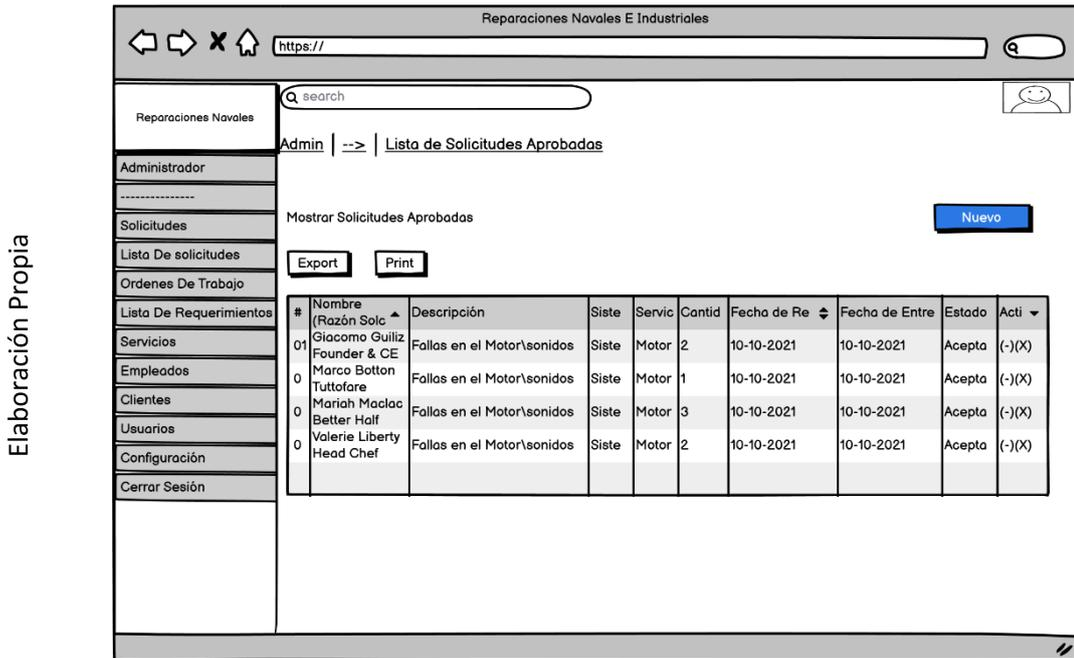 Elaboración Propia
Reparaciones Navales E Industriales
https://
search
Reparaciones Navales
Admin | --> | Lista de Solicitudes Aprobadas
Administrador
---------------
Solicitudes
Lista De solicitudes
Ordenes De Trabajo
Lista De Requerimientos
Servicios
Empleados
Clientes
Usuarios
Configuración
Cerrar Sesión
Mostrar Solicitudes Aprobadas
Nuevo
Export Print
# Nombre (Razón Solc Descripción Siste Servic Cantid Fecha de Re Fecha de Entre Estado Acti
01 Giacomo Guiliz Founder & CE Fallas en el Motor\sonidos Siste Motor 2 10-10-2021 10-10-2021 Acepta (-)(X)
0 Marco Botton Tuttofare Fallas en el Motor\sonidos Siste Motor 1 10-10-2021 10-10-2021 Acepta (-)(X)
0 Mariah Maclac Better Half Fallas en el Motor\sonidos Siste Motor 3 10-10-2021 10-10-2021 Acepta (-)(X)
0 Valerie Liberty Head Chef Fallas en el Motor\sonidos Siste Motor 2 10-10-2021 10-10-2021 Acepta (-)(X)